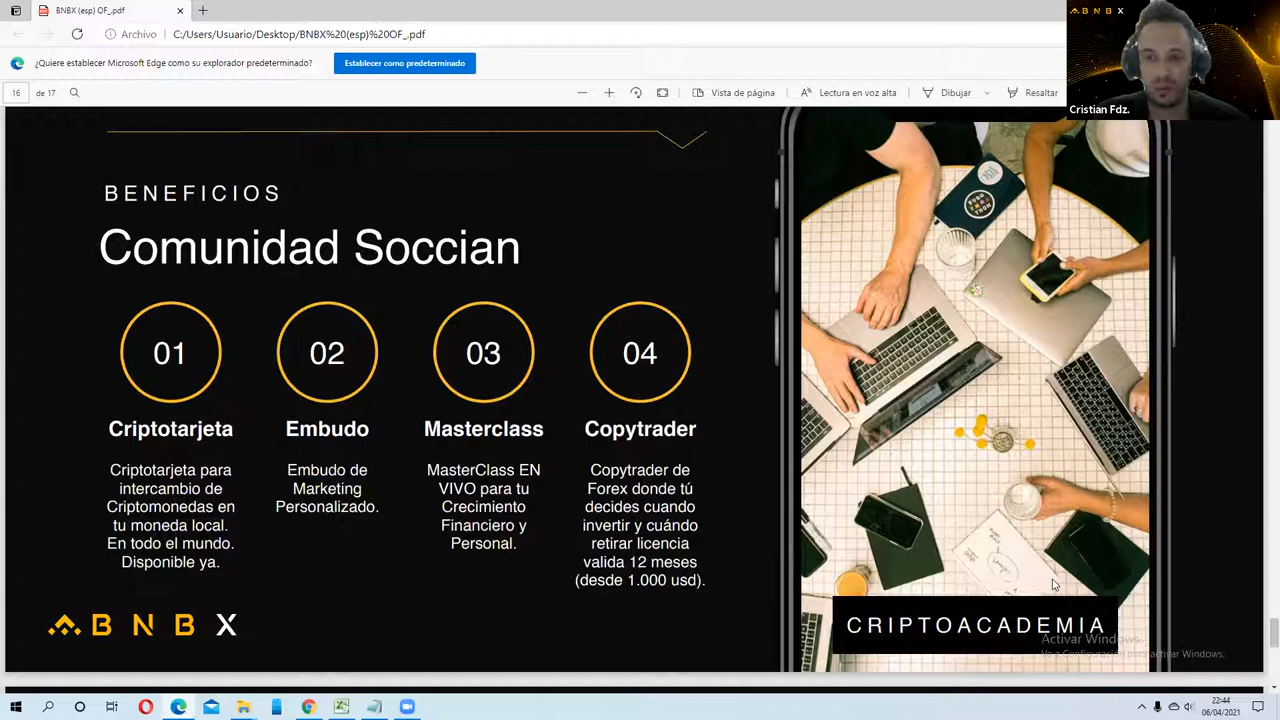 BNBX (esp) OF_.pdf
Archivo
C:/Users/Usuario/Desktop/BNBX%20(esp)%20OF_.pdf
¿Quiere establecer Microsoft Edge como su explorador predeterminado?
Establecer como predeterminado
16 de 17
Vista de página
Lectura en voz alta
Dibujar
Resaltar
B N B X
Cristian Fdz.
BENEFICIOS
Comunidad Soccian
01
Criptotarjeta
Criptotarjeta para
intercambio de
Criptomonedas en
tu moneda local.
En todo el mundo.
Disponible ya.
02
Embudo
Embudo de
Marketing
Personalizado.
03
Masterclass
MasterClass EN
VIVO para tu
Crecimiento
Financiero y
Personal.
04
Copytrader
Copytrader de
Forex donde tú
decides cuando
invertir y cuándo
retirar licencia
valida 12 meses
(desde 1.000 usd).
B N B X
CRIPTOACADEMIA
Activar Windows
Ve a Configuración para activar Windows.
22:44
06/04/2021